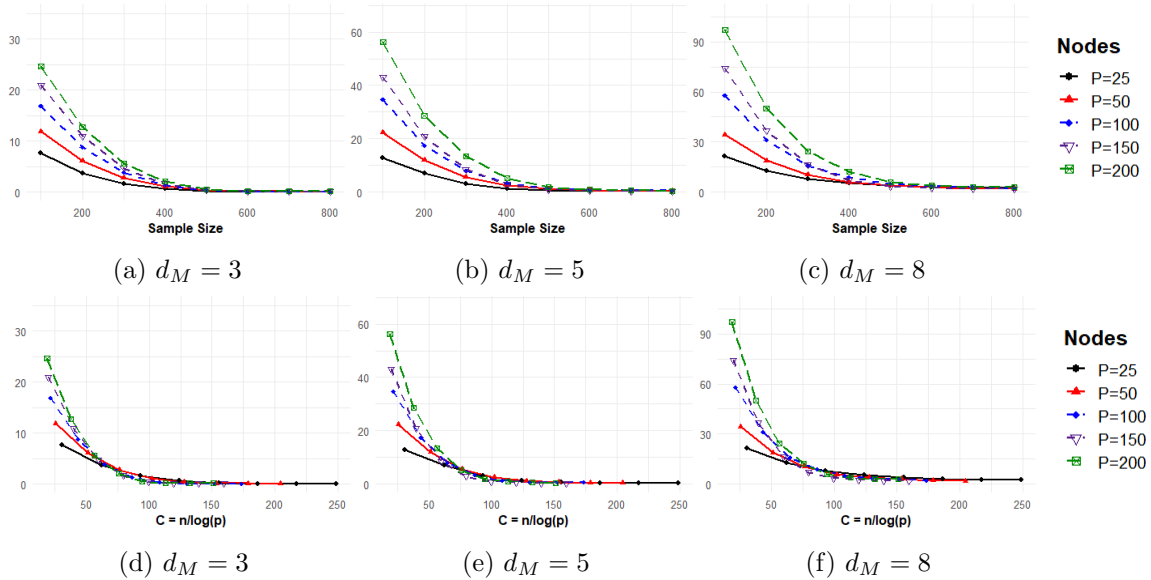 35
30
20
10
0
200
400
600
800
Sample Size
60
40
20
0
200
400
600
800
Sample Size
90
60
30
0
200
400
600
800
Sample Size
Nodes
P=25
P=50
P=100
P=150
P=200
(a) d_M = 3
(b) d_M = 5
(c) d_M = 8
30
20
10
0
50
100
150
200
250
C = n/log(p)
60
40
20
0
50
100
150
200
250
C = n/log(p)
90
60
30
0
50
100
150
200
250
C = n/log(p)
Nodes
P=25
P=50
P=100
P=150
P=200
(d) d_M = 3
(e) d_M = 5
(f) d_M = 8